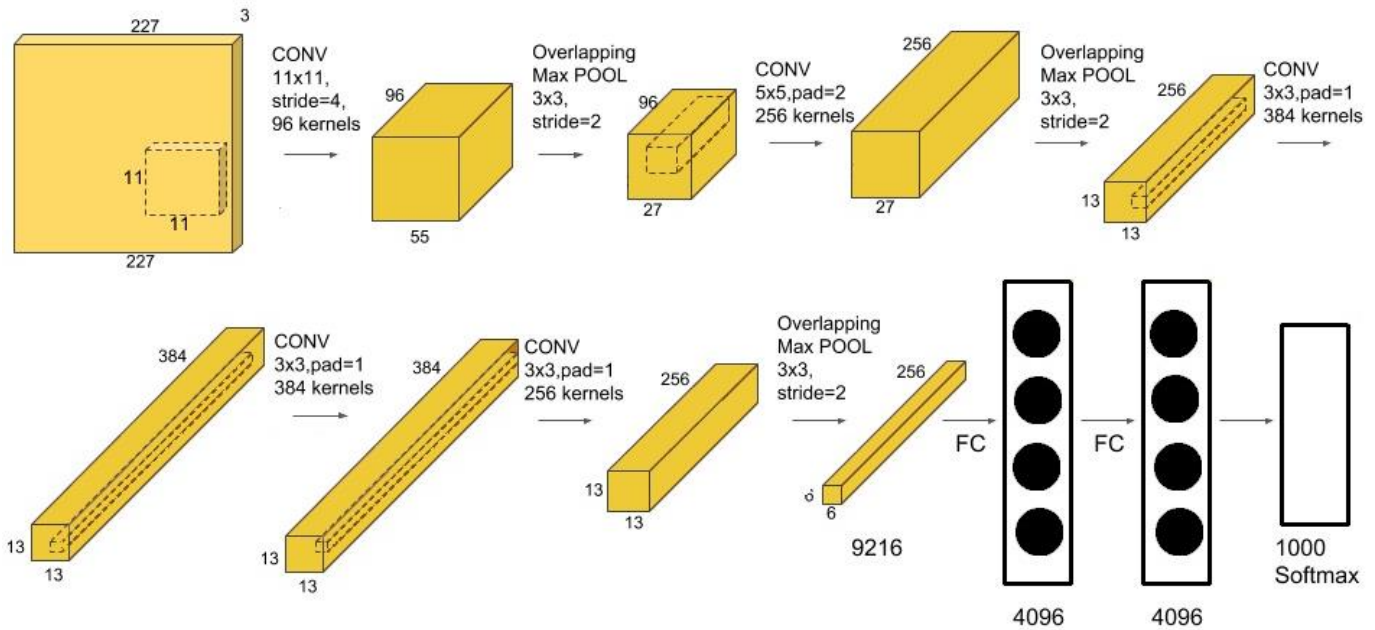 227
3
CONV
11x11,
stride=4,
96 kernels
11
11
227
96
55
Overlapping
Max POOL
3x3,
stride=2
96
27
CONV
5x5,pad=2
256 kernels
256
27
Overlapping
Max POOL
3x3,
stride=2
256
13
13
CONV
3x3,pad=1
384 kernels
384
13
13
CONV
3x3,pad=1
384 kernels
384
13
13
CONV
3x3,pad=1
256 kernels
256
13
13
Overlapping
Max POOL
3x3,
stride=2
256
6
9216
FC
4096
FC
4096
1000
Softmax